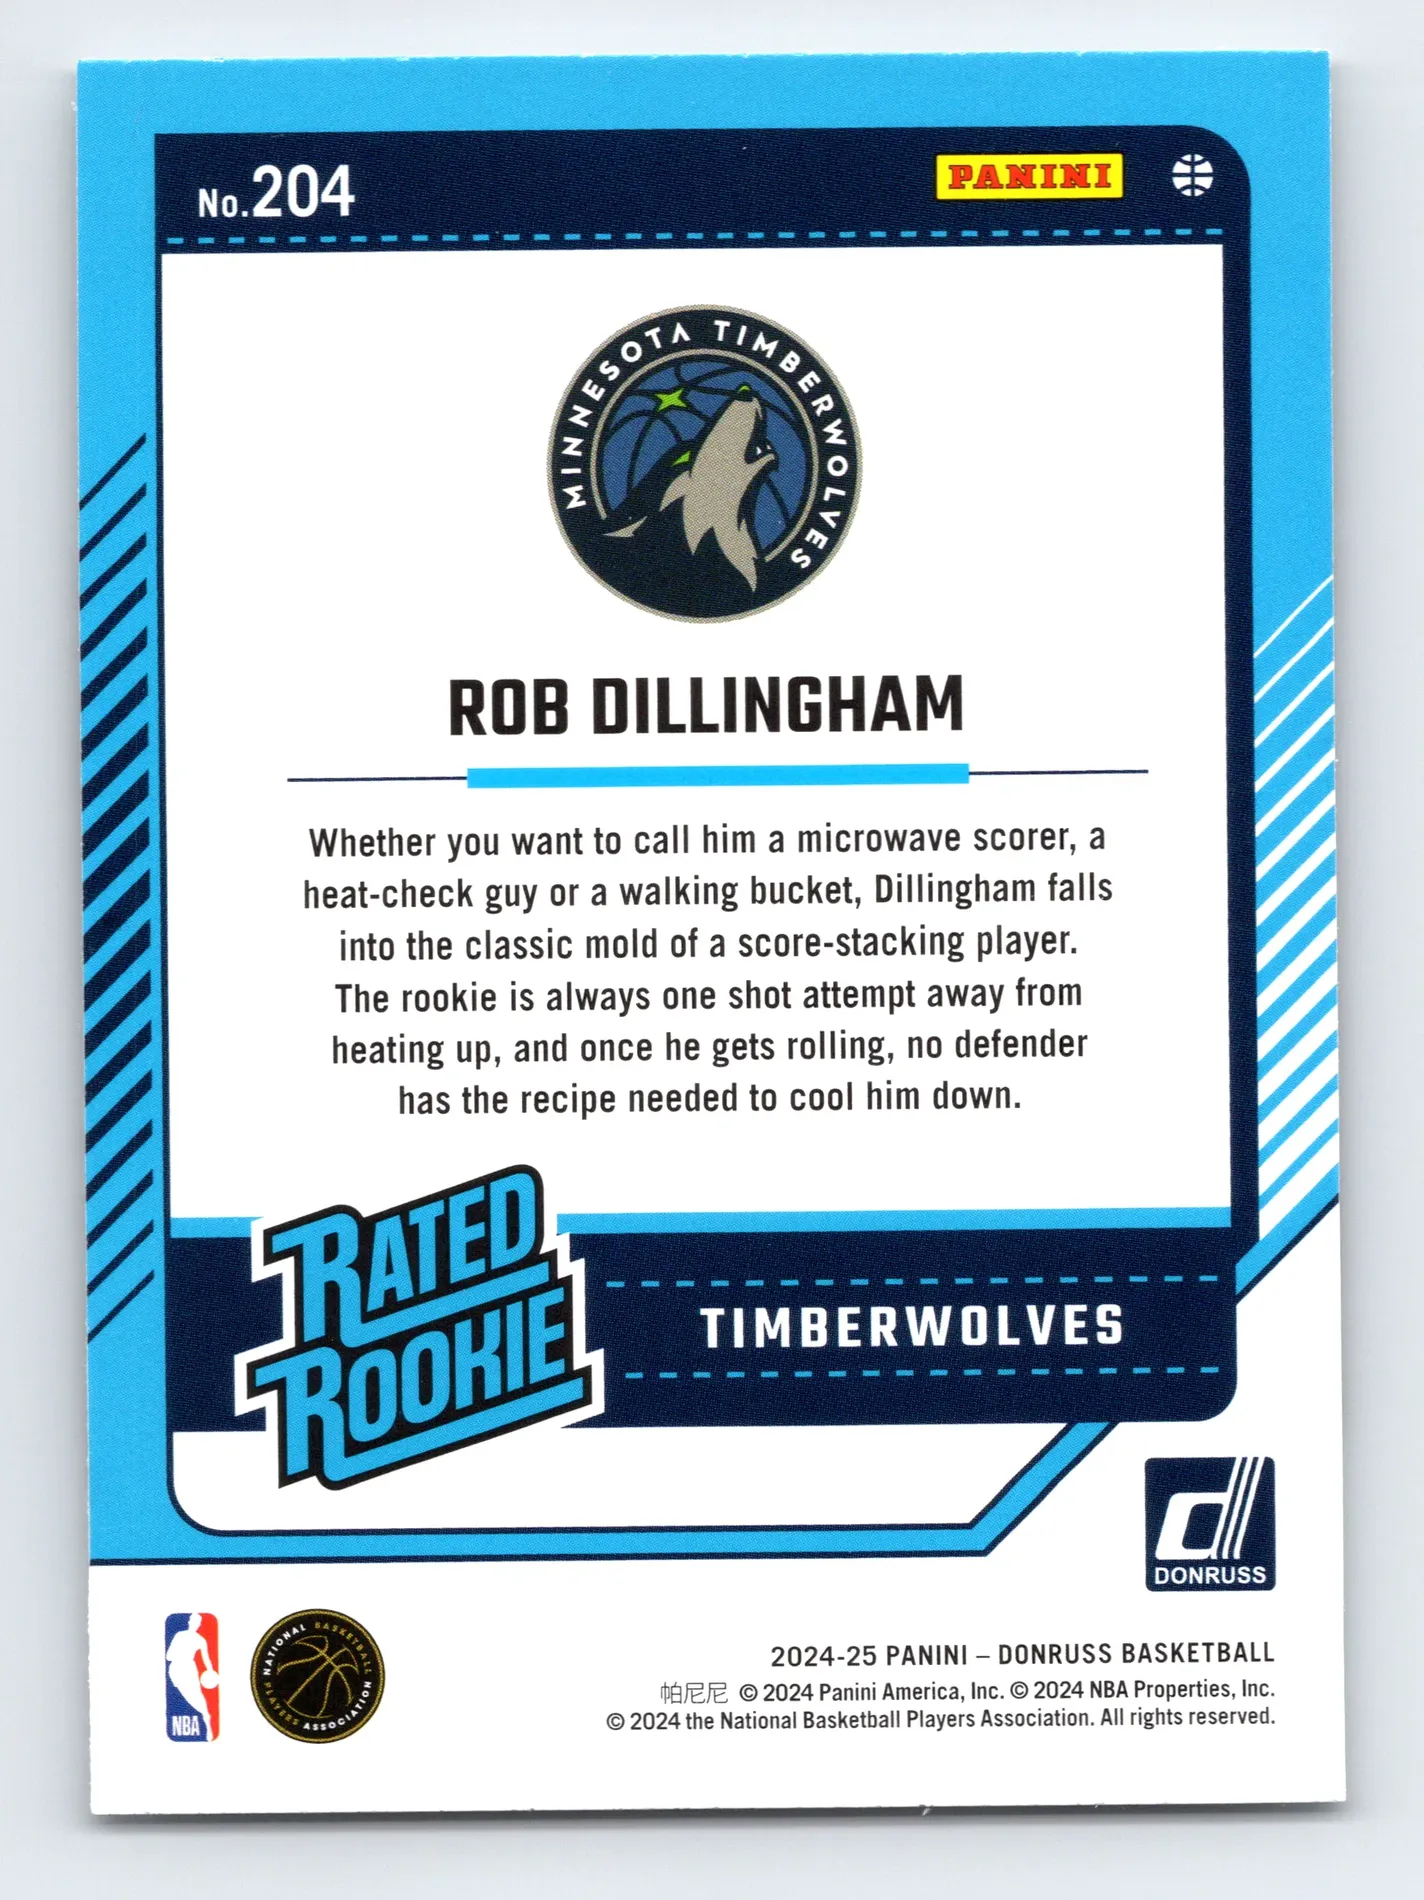 No.204
PANINI
MINNESOTA TIMBERWOLVES
ROB DILLINGHAM
Whether you want to call him a microwave scorer, a
heat-check guy or a walking bucket, Dillingham falls
into the classic mold of a score-stacking player.
The rookie is always one shot attempt away from
heating up, and once he gets rolling, no defender
has the recipe needed to cool him down.
RATED
ROOKIE
TIMBERWOLVES
DONRUSS
NBA
NATIONAL BASKETBALL
PLAYERS ASSOCIATION
2024-25 PANINI – DONRUSS BASKETBALL
帕尼尼 © 2024 Panini America, Inc. © 2024 NBA Properties, Inc.
© 2024 the National Basketball Players Association. All rights reserved.